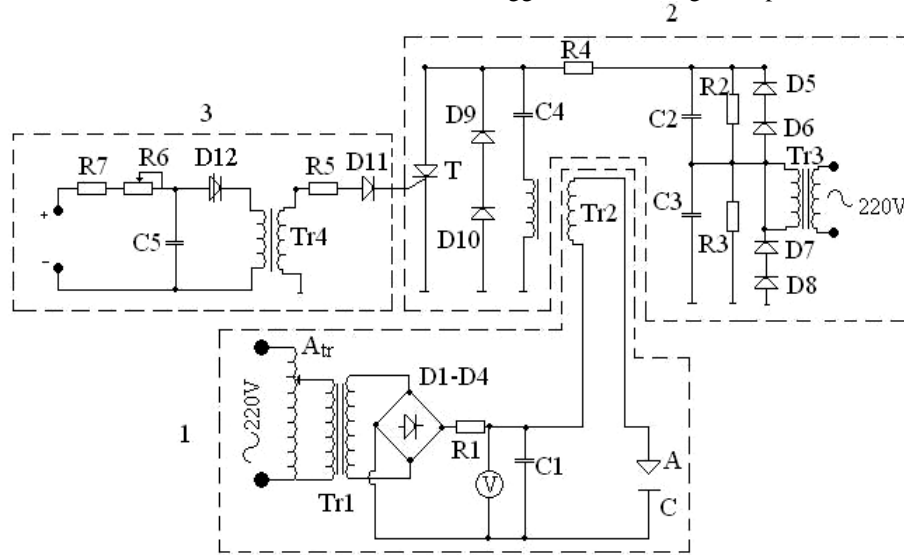 2
R4
R2
D5
C2
D6
C4
D9
3
R7
R6
D12
R5
D11
T
Tr3
220V
+
−
C5
Tr4
D10
Tr2
C3
R3
D7
D8
Atr
220V
D1-D4
1
R1
V
C1
A
C
Tr1